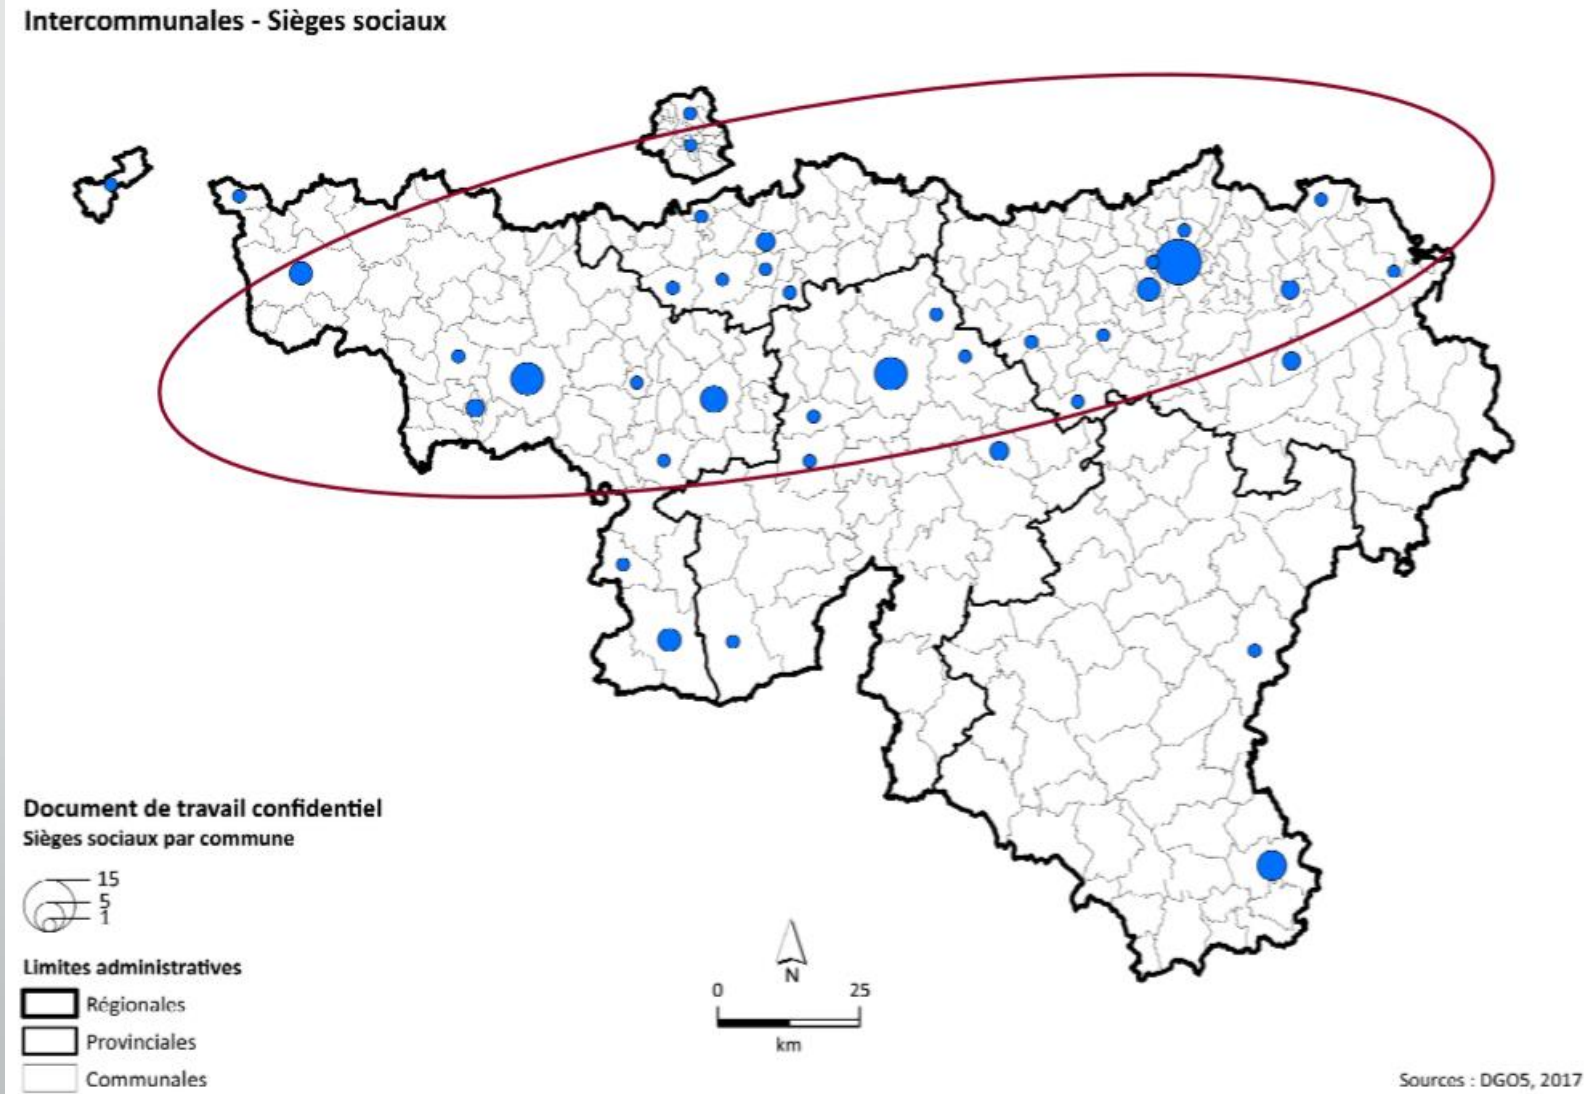 Intercommunales - Sièges sociaux
Document de travail confidentiel
Sièges sociaux par commune
15
5
1
Limites administratives
Régionales
Provinciales
Communales
N
0 25
km
Sources : DGO5, 2017